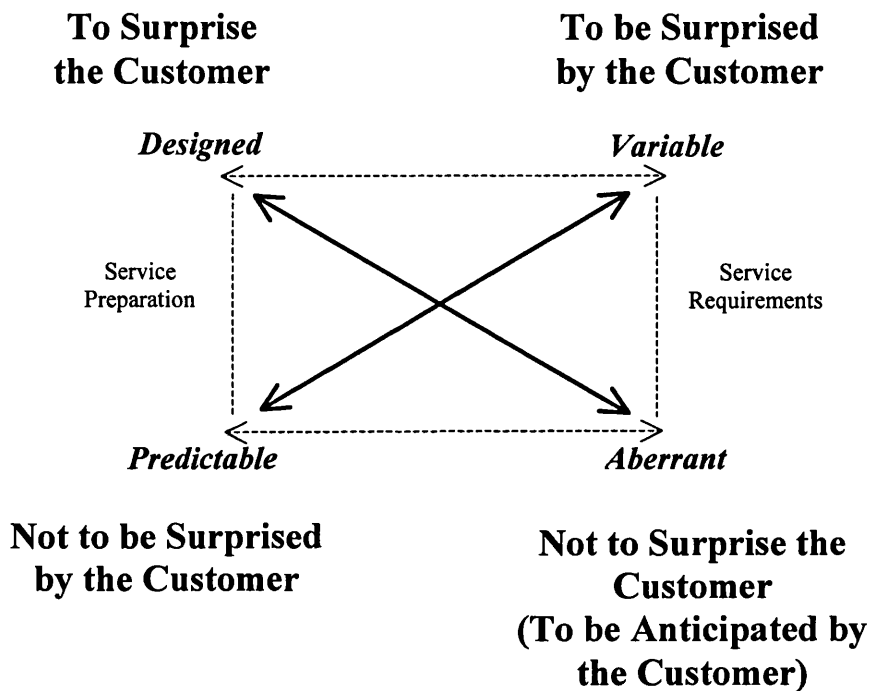 To Surprise
the Customer
To be Surprised
by the Customer
Designed
Variable
Service
Preparation
Service
Requirements
Predictable
Aberrant
Not to be Surprised
by the Customer
Not to Surprise the
Customer
(To be Anticipated by
the Customer)